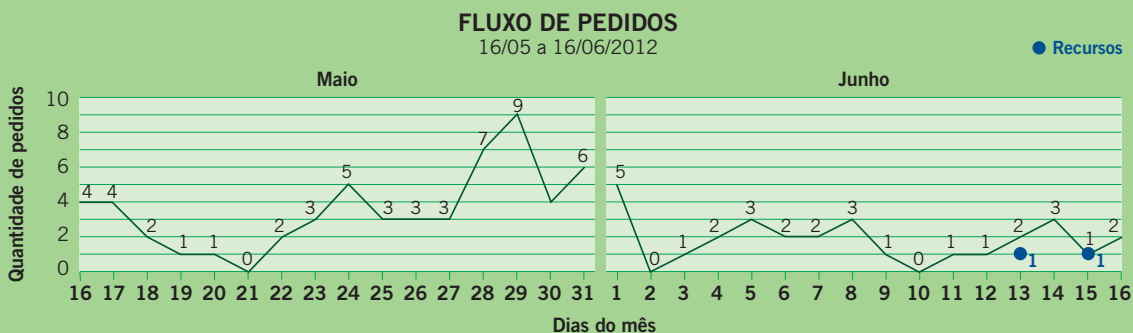 FLUXO DE PEDIDOS
16/05 a 16/06/2012
Recursos
Maio
Junho
Quantidade de pedidos
10
8
6
4
2
0
4 4 2 1 1 0 2 3 5 3 3 3 7 9 6
5 0 1 2 3 2 2 3 1 0 1 1 2 3 1 2
1 1
16 17 18 19 20 21 22 23 24 25 26 27 28 29 30 31
1 2 3 4 5 6 7 8 9 10 11 12 13 14 15 16
Dias do mês